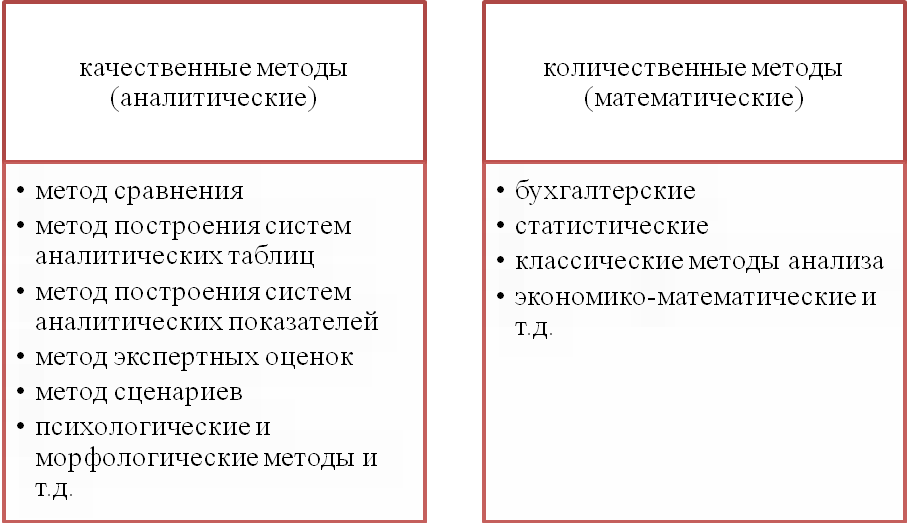 качественные методы
(аналитические)
• метод сравнения
• метод построения систем
аналитических таблиц
• метод построения систем
аналитических показателей
• метод экспертных оценок
• метод сценариев
• психологические и
морфологические методы и
т.д.
количественные методы
(математические)
• бухгалтерские
• статистические
• классические методы анализа
• экономико-математические и
т.д.